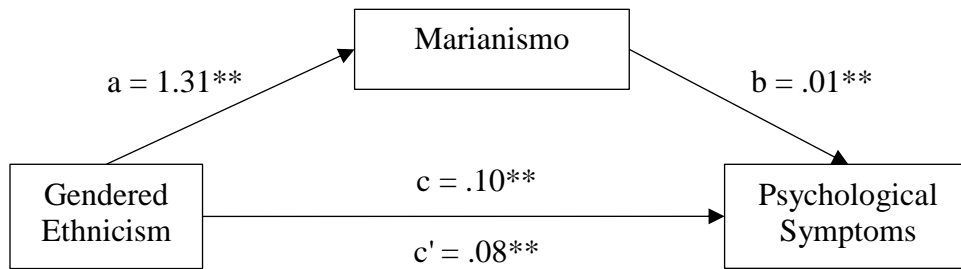 Marianismo
a = 1.31**
b = .01**
Gendered
Ethnicism
c = .10**
c' = .08**
Psychological
Symptoms